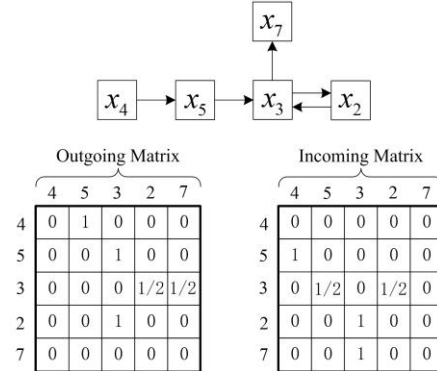 x₇
x₄ x₅ x₃ x₂
Outgoing Matrix
4 5 3 2 7
4 0 1 0 0 0
5 0 0 1 0 0
3 0 0 0 1/2 1/2
2 0 0 1 0 0
7 0 0 0 0 0
Incoming Matrix
4 5 3 2 7
4 0 0 0 0 0
5 1 0 0 0 0
3 0 1/2 0 1/2 0
2 0 0 1 0 0
7 0 0 1 0 0